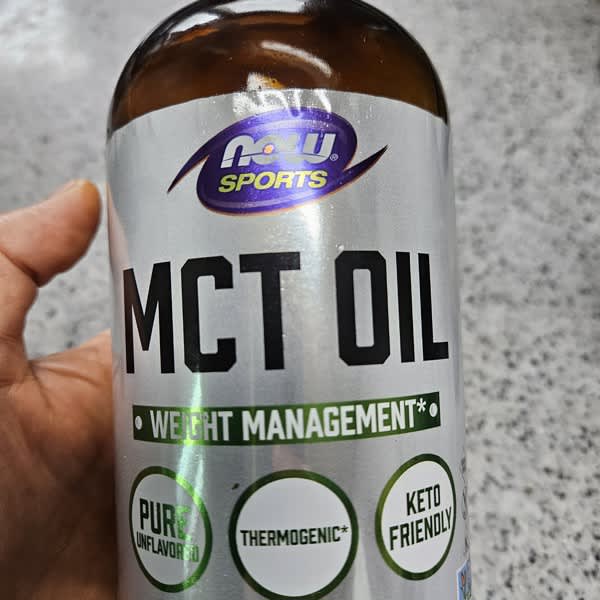 NOW®
SPORTS
MCT OIL
• WEIGHT MANAGEMENT* •
PURE
UNFLAVORED
THERMOGENIC*
KETO
FRIENDLY